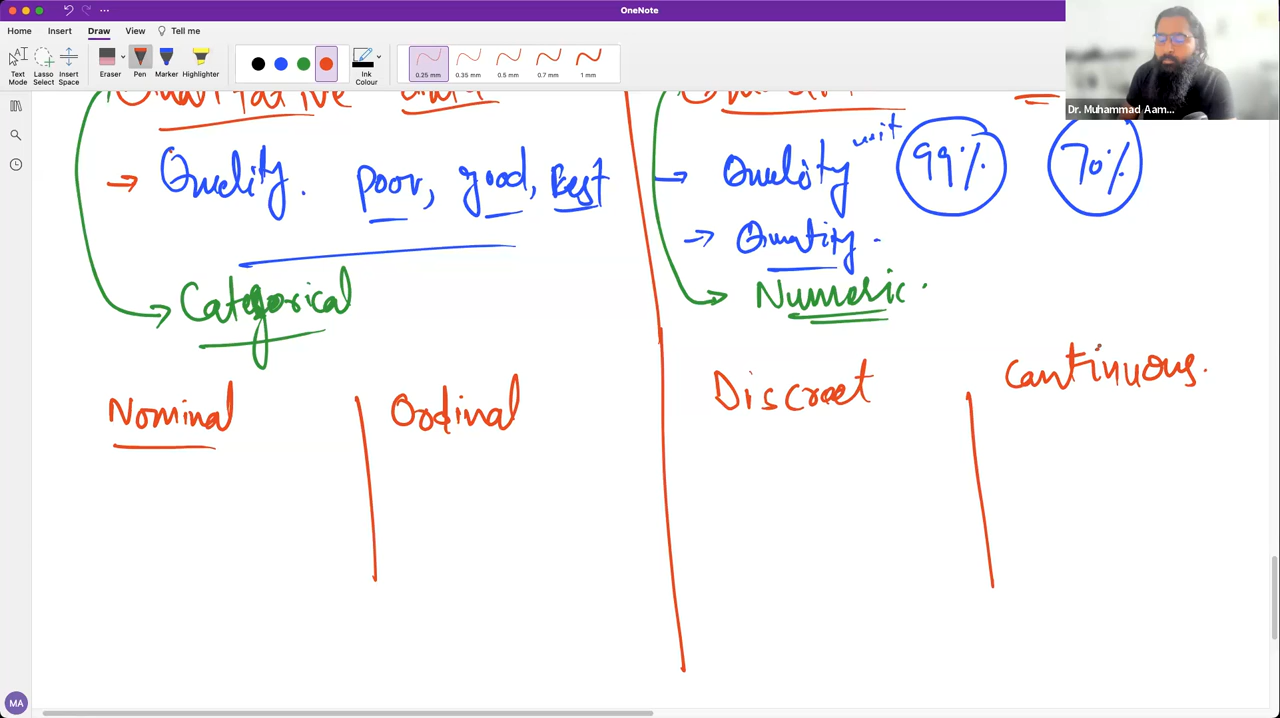 OneNote
Home Insert Draw View Tell me
Text Mode
Lasso Select
Insert Space
Eraser
Pen
Marker
Highlighter
Ink Colour
0.25 mm
0.35 mm
0.5 mm
0.7 mm
1 mm
Dr. Muhammad Aam...
→ Quality. Poor, good, Best
→ Categorical
Nominal
Ordinal
→ Quality unit 99% 70%
→ Quatity.
→ Numeric.
Discreet
Continuous.
MA